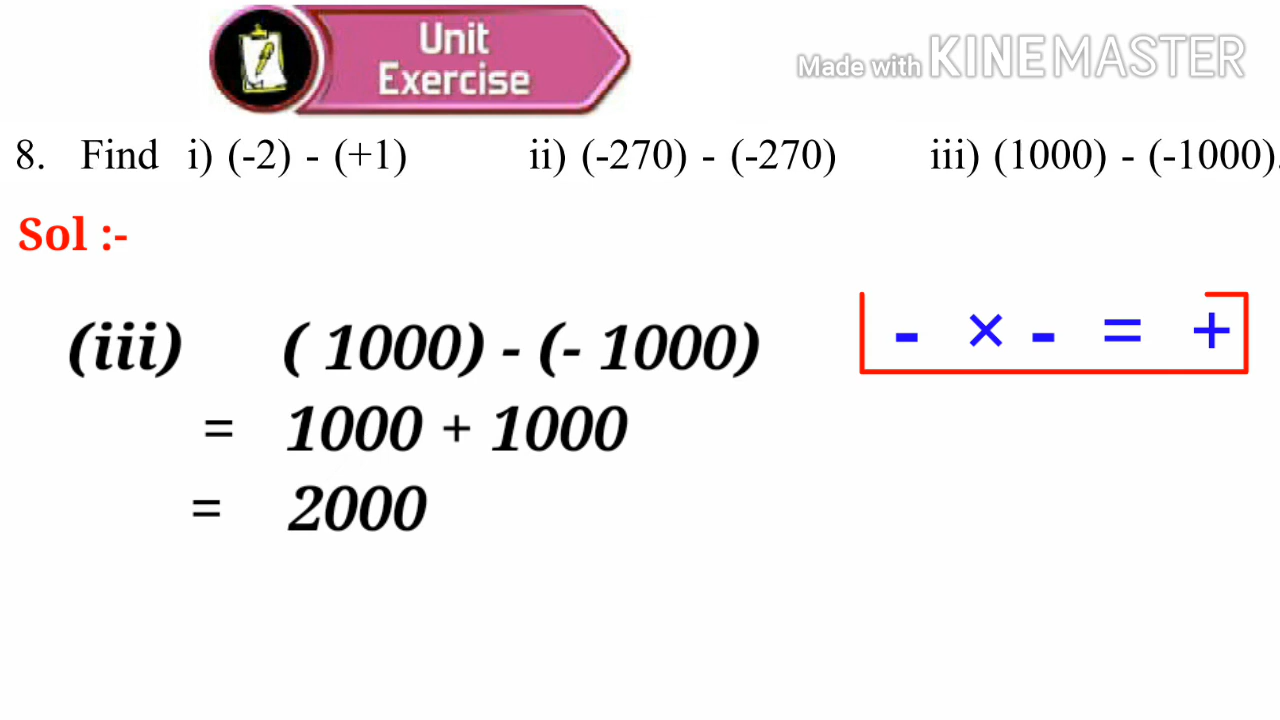 Unit
Exercise
Made with KINEMASTER
8. Find i) (-2) - (+1) ii) (-270) - (-270) iii) (1000) - (-1000).
Sol :-
(iii) ( 1000) - (- 1000)
- × - = +
= 1000 + 1000
= 2000